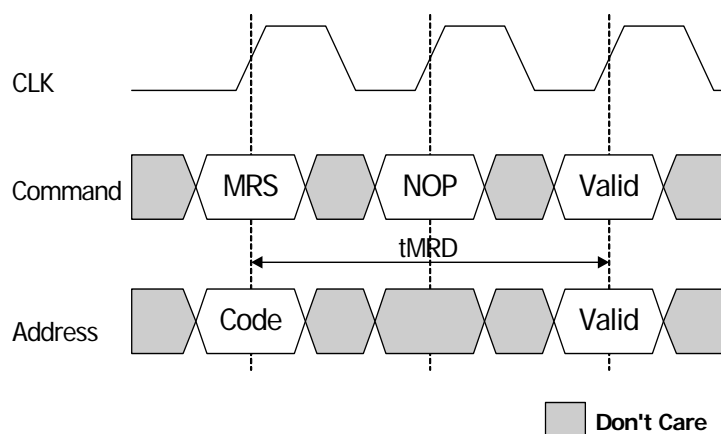 CLK
Command MRS NOP Valid
tMRD
Address Code Valid
Don't Care